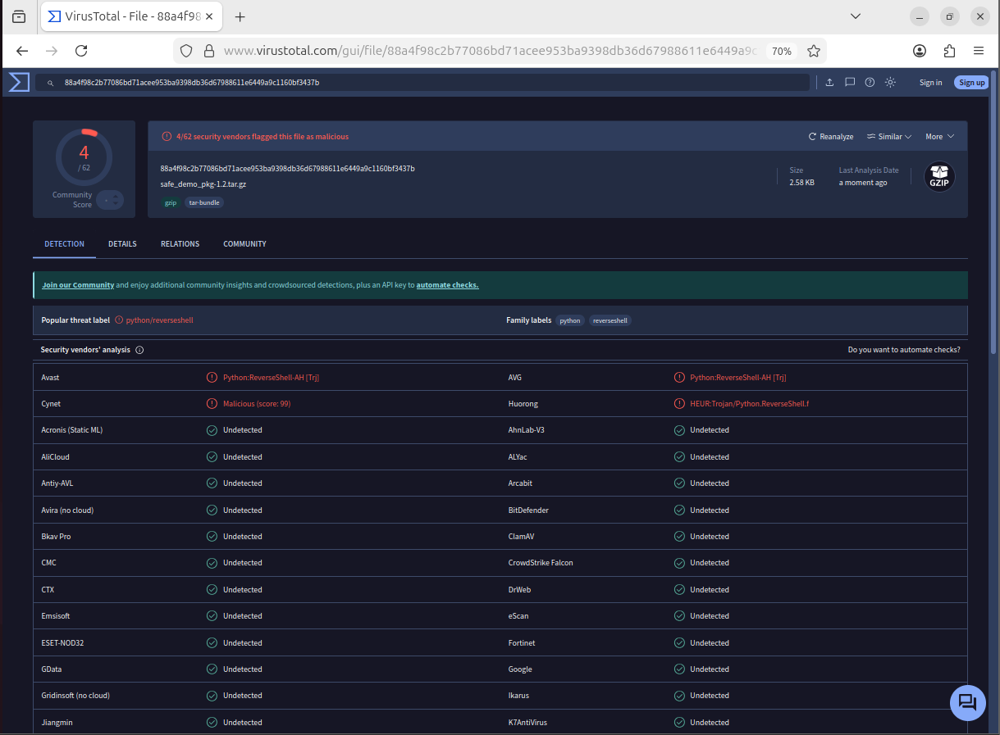 VirusTotal - File - 88a4f98
www.virustotal.com/gui/file/88a4f98c2b77086bd71acee953ba9398db36d67988611e6449a9c
70%
88a4f98c2b77086bd71acee953ba9398db36d67988611e6449a9c1160bf3437b
Sign in
Sign up
4
/ 62
Community
Score
-
4/62 security vendors flagged this file as malicious
Reanalyze
Similar
More
88a4f98c2b77086bd71acee953ba9398db36d67988611e6449a9c1160bf3437b
safe_demo_pkg-1.2.tar.gz
gzip
tar-bundle
Size
2.58 KB
Last Analysis Date
a moment ago
GZIP
DETECTION
DETAILS
RELATIONS
COMMUNITY
Join our Community and enjoy additional community insights and crowdsourced detections, plus an API key to automate checks.
Popular threat label python/reverseshell
Family labels python reverseshell
Security vendors' analysis
Do you want to automate checks?
Avast Python:ReverseShell-AH [Trj] AVG Python:ReverseShell-AH [Trj]
Cynet Malicious (score: 99) Huorong HEUR:Trojan/Python.ReverseShell.f
Acronis (Static ML) Undetected AhnLab-V3 Undetected
AliCloud Undetected ALYac Undetected
Antiy-AVL Undetected Arcabit Undetected
Avira (no cloud) Undetected BitDefender Undetected
Bkav Pro Undetected ClamAV Undetected
CMC Undetected CrowdStrike Falcon Undetected
CTX Undetected DrWeb Undetected
Emsisoft Undetected eScan Undetected
ESET-NOD32 Undetected Fortinet Undetected
GData Undetected Google Undetected
Gridinsoft (no cloud) Undetected Ikarus Undetected
Jiangmin Undetected K7AntiVirus Undetected